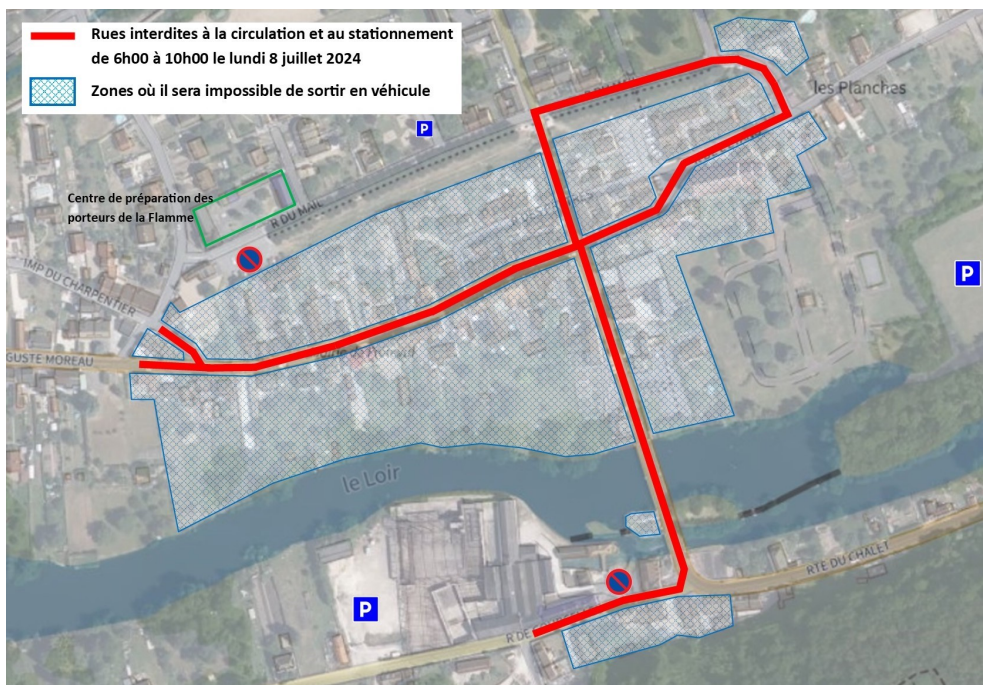 Rues interdites à la circulation et au stationnement
de 6h00 à 10h00 le lundi 8 juillet 2024
Zones où il sera impossible de sortir en véhicule
les Planches
P
Centre de préparation des
porteurs de la Flamme
R DU MAIL
P
IMP DU CHARPENTIER
GUSTE MOREAU
le Loir
RTE DU CHALET
P
R DE